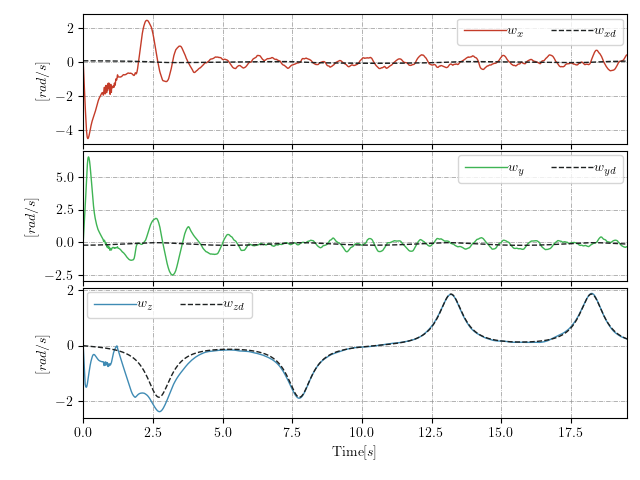 2
0
−2
−4
[rad/s]
w_x w_xd
5.0
2.5
0.0
−2.5
[rad/s]
w_y w_yd
2
0
−2
[rad/s]
w_z w_zd
0.0 2.5 5.0 7.5 10.0 12.5 15.0 17.5
Time[s]